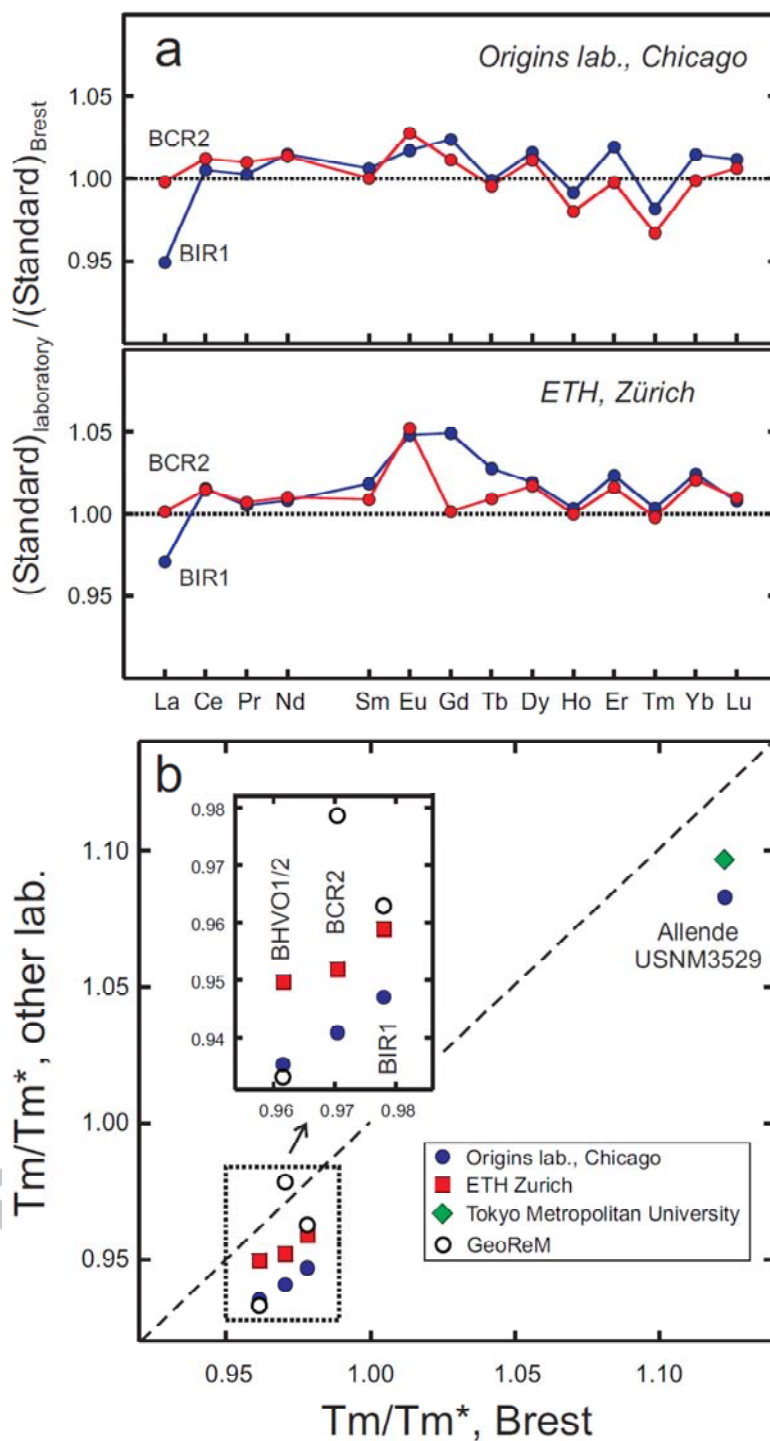 a
Origins lab., Chicago
1.05
BCR2
1.00
BIR1
0.95
(Standard)laboratory /(Standard)Brest
ETH, Zürich
1.05
BCR2
1.00
BIR1
0.95
La Ce Pr Nd Sm Eu Gd Tb Dy Ho Er Tm Yb Lu
b
0.98
0.97
0.96
0.95
0.94
BHVO1/2
BCR2
BIR1
0.96 0.97 0.98
1.10
1.05
1.00
0.95
Tm/Tm*, other lab.
Allende
USNM3529
Origins lab., Chicago
ETH Zurich
Tokyo Metropolitan University
GeoReM
0.95 1.00 1.05 1.10
Tm/Tm*, Brest